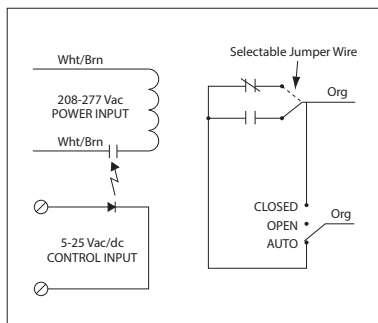 Selectable Jumper Wire
Wht/Brn
Org
208-277 Vac
POWER INPUT
Wht/Brn
CLOSED
Org
OPEN
AUTO
5-25 Vac/dc
CONTROL INPUT